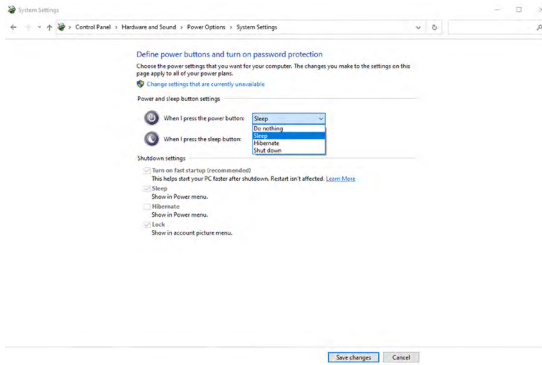 System Settings
Control Panel > Hardware and Sound > Power Options > System Settings
Define power buttons and turn on password protection
Choose the power settings that you want for your computer. The changes you make to the settings on this
page apply to all of your power plans.
Change settings that are currently unavailable
Power and sleep button settings
When I press the power button: Sleep
Do nothing
Sleep
Hibernate
When I press the sleep button:
Shut down
Shutdown settings
Turn on fast startup (recommended)
This helps start your PC faster after shutdown. Restart isn't affected. Learn More
Sleep
Show in Power menu.
Hibernate
Show in Power menu.
Lock
Show in account picture menu.
Save changes Cancel